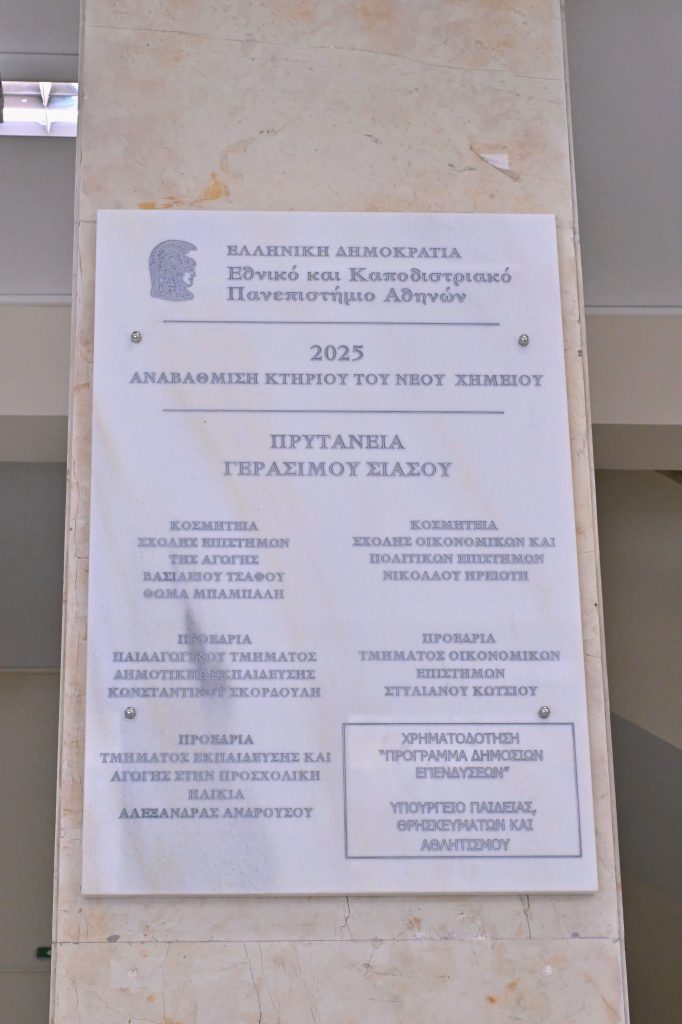 ΕΛΛΗΝΙΚΗ ΔΗΜΟΚΡΑΤΙΑ
Εθνικό και Καποδιστριακό
Πανεπιστήμιο Αθηνών
2025
ΑΝΑΒΑΘΜΙΣΗ ΚΤΗΡΙΟΥ ΤΟΥ ΝΕΟΥ ΧΗΜΕΙΟΥ
ΠΡΥΤΑΝΕΙΑ
ΓΕΡΑΣΙΜΟΥ ΣΙΑΣΟΥ
ΚΟΣΜΗΤΕΙΑ
ΣΧΟΛΗΣ ΕΠΙΣΤΗΜΩΝ
ΤΗΣ ΑΓΩΓΗΣ
ΒΑΣΙΛΕΙΟΥ ΤΣΑΦΟΥ
ΘΩΜΑ ΜΠΑΜΠΑΛΗ
ΚΟΣΜΗΤΕΙΑ
ΣΧΟΛΗΣ ΟΙΚΟΝΟΜΙΚΩΝ ΚΑΙ
ΠΟΛΙΤΙΚΩΝ ΕΠΙΣΤΗΜΩΝ
ΝΙΚΟΛΑΟΥ ΗΡΕΙΩΤΗ
ΠΡΟΕΔΡΙΑ
ΠΑΙΔΑΓΩΓΙΚΟΥ ΤΜΗΜΑΤΟΣ
ΔΗΜΟΤΙΚΗΣ ΕΚΠΑΙΔΕΥΣΗΣ
ΚΩΝΣΤΑΝΤΙΝΟΥ ΣΚΟΡΔΟΥΛΗ
ΠΡΟΕΔΡΙΑ
ΤΜΗΜΑΤΟΣ ΟΙΚΟΝΟΜΙΚΩΝ
ΕΠΙΣΤΗΜΩΝ
ΣΤΥΛΙΑΝΟΥ ΚΩΤΣΙΟΥ
ΠΡΟΕΔΡΙΑ
ΤΜΗΜΑΤΟΣ ΕΚΠΑΙΔΕΥΣΗΣ ΚΑΙ
ΑΓΩΓΗΣ ΣΤΗΝ ΠΡΟΣΧΟΛΙΚΗ
ΗΛΙΚΙΑ
ΑΛΕΞΑΝΔΡΑΣ ΑΝΔΡΟΥΣΟΥ
ΧΡΗΜΑΤΟΔΟΤΗΣΗ
"ΠΡΟΓΡΑΜΜΑ ΔΗΜΟΣΙΩΝ
ΕΠΕΝΔΥΣΕΩΝ"
ΥΠΟΥΡΓΕΙΟ ΠΑΙΔΕΙΑΣ,
ΘΡΗΣΚΕΥΜΑΤΩΝ ΚΑΙ
ΑΘΛΗΤΙΣΜΟΥ